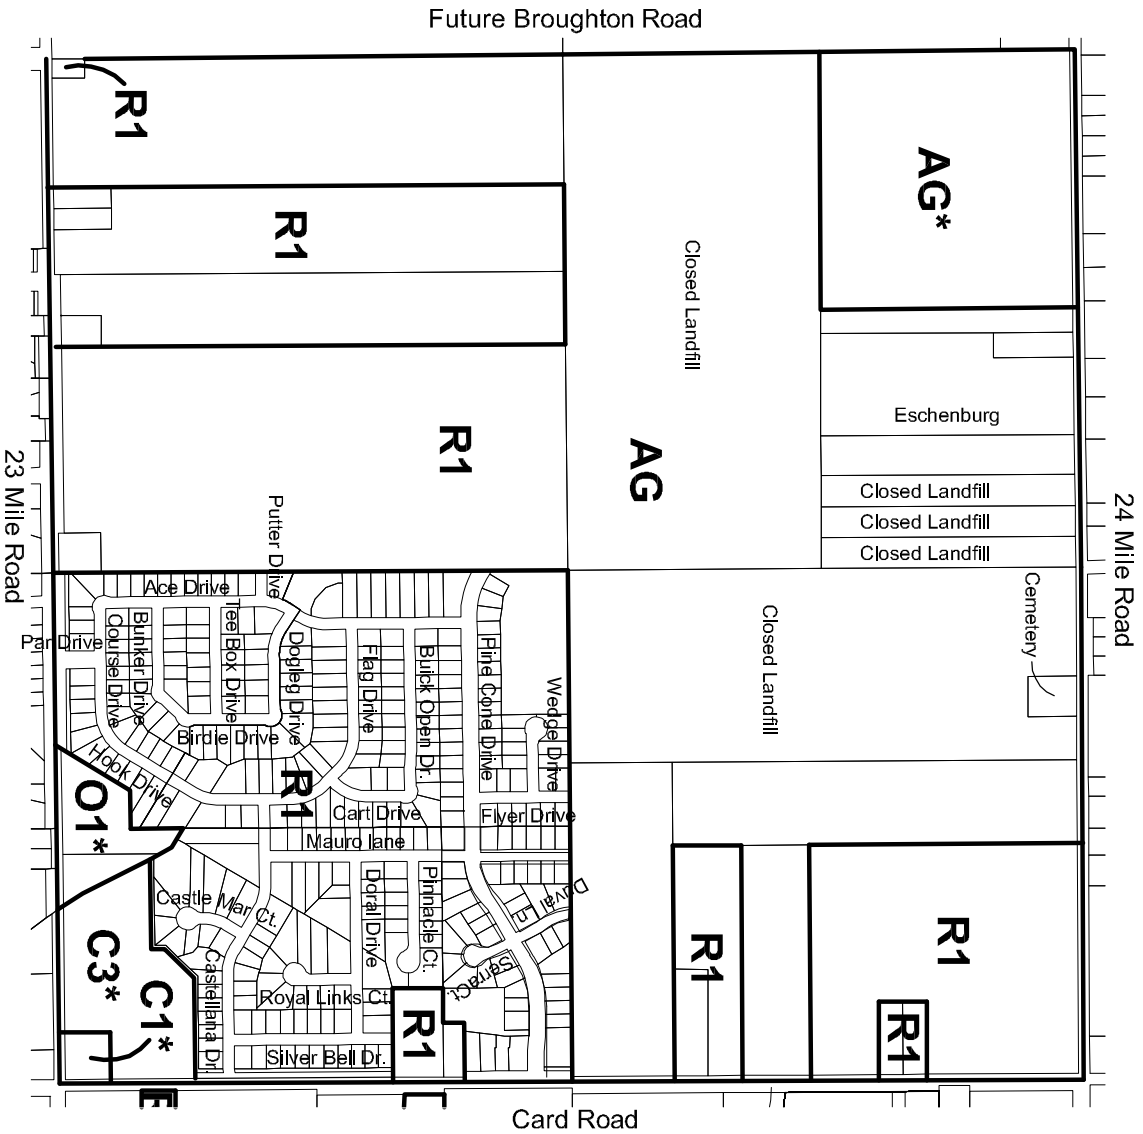 Future Broughton Road
R1
AG*
R1
Closed Landfill
Eschenburg
R1
AG
23 Mile Road
24 Mile Road
Closed Landfill
Closed Landfill
Closed Landfill
Putter Drive
Ace Drive
Cemetery
Par Drive
Course Drive
Bunker Drive
Tee Box Drive
Dogleg Drive
Flag Drive
Buick Open Dr.
Pine Cone Drive
Wedge Drive
Closed Landfill
Birdie Drive
Hook Drive
R1
O1*
Cart Drive
Flyer Drive
Mauro lane
Castle Mar Ct.
Doral Drive
Pinnacle Ct.
Duval Ln
C3*
C1*
Castellana Dr.
Royal Links Ct.
Serra Ct.
R1
R1
R1
R1
Silver Bell Dr.
Card Road